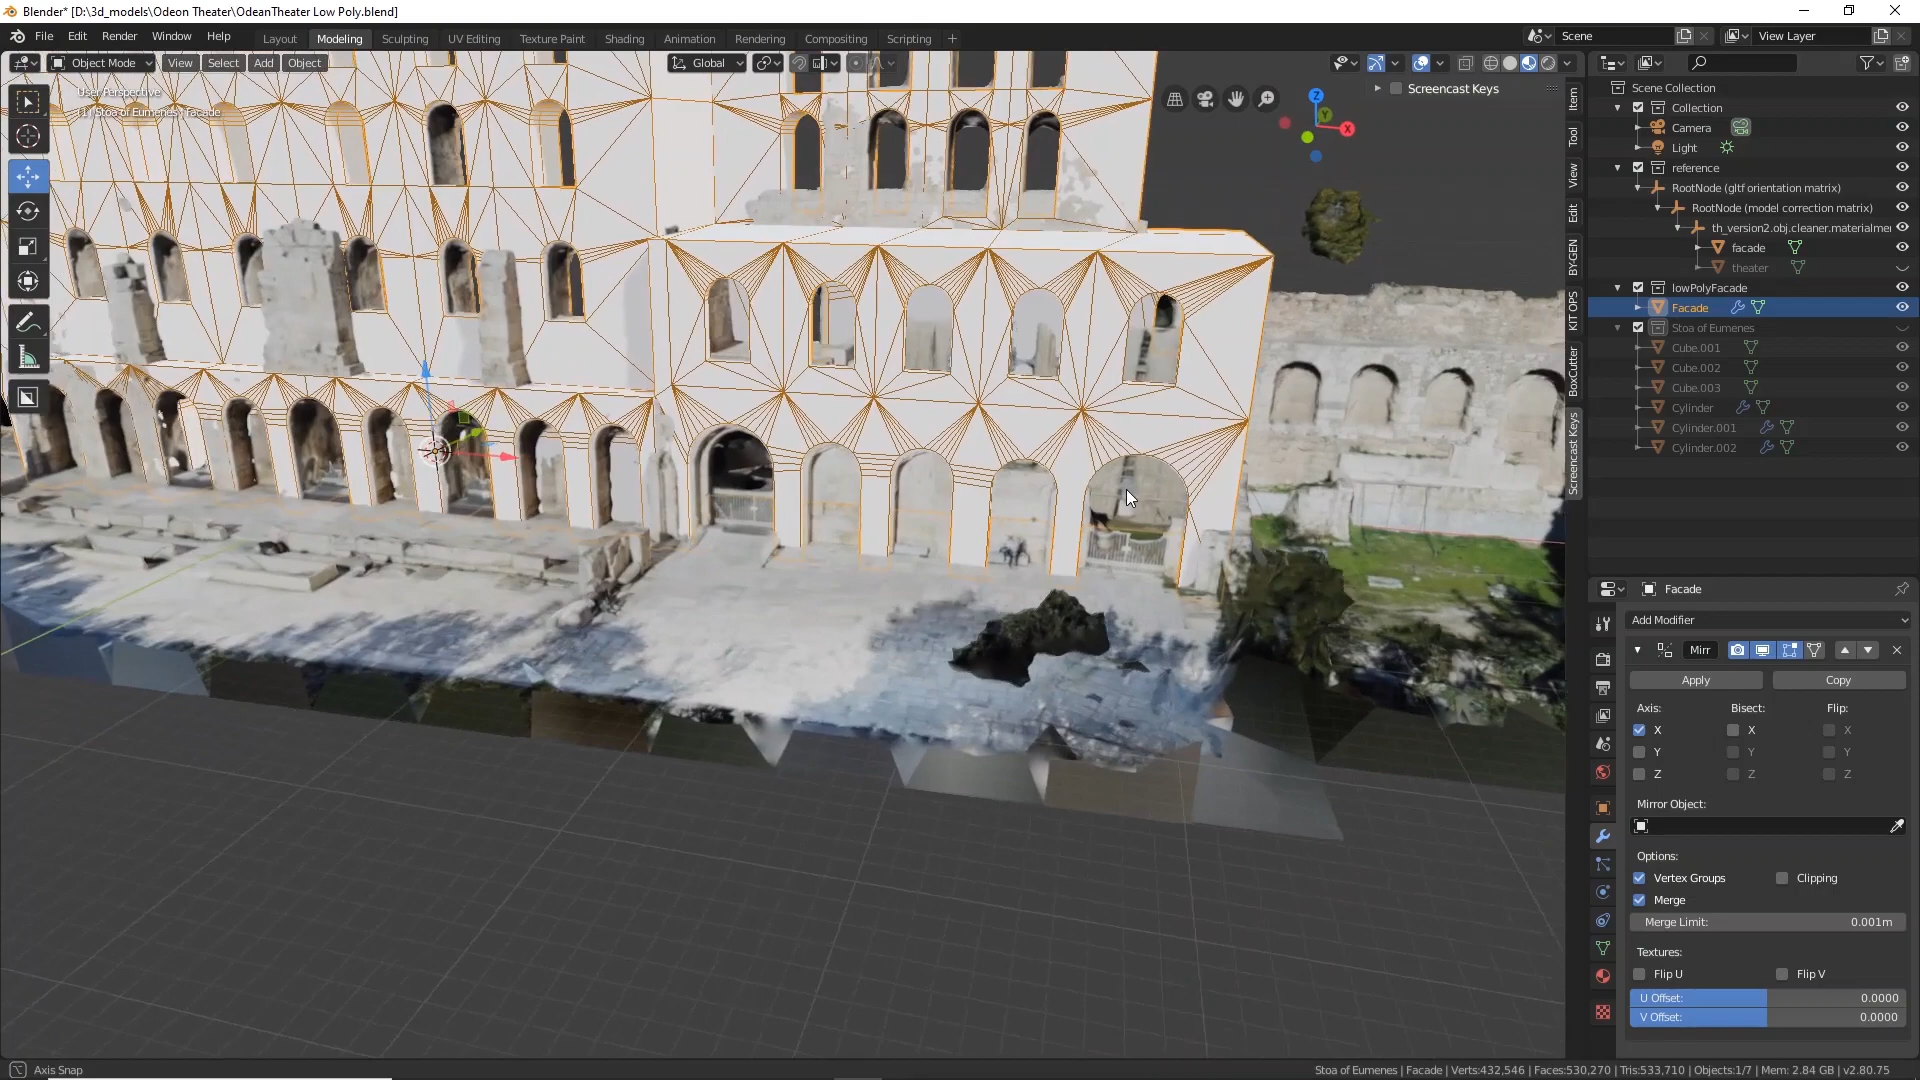 Blender* [D:\3d_models\Odeon Theater\OdeanTheater Low Poly.blend]
File Edit Render Window Help Layout Modeling Sculpting UV Editing Texture Paint Shading Animation Rendering Compositing Scripting + Scene View Layer
Object Mode View Select Add Object Global
User Perspective
(1) Stoa of Eumenes | Facade
Screencast Keys
Z
Y
X
Item
Tool
View
Edit
BY-GEN
KIT OPS
BoxCutter
Screencast Keys
Scene Collection
Collection
Camera
Light
reference
RootNode (gltf orientation matrix)
RootNode (model correction matrix)
th_version2.obj.cleaner.materialmer
facade
theater
lowPolyFacade
Facade
Stoa of Eumenes
Cube.001
Cube.002
Cube.003
Cylinder
Cylinder.001
Cylinder.002
Facade
Add Modifier
Mirr
Apply Copy
Axis: Bisect: Flip:
X X X
Y Y Y
Z Z Z
Mirror Object:
Options:
Vertex Groups Clipping
Merge
Merge Limit: 0.001m
Textures:
Flip U Flip V
U Offset: 0.0000
V Offset: 0.0000
Axis Snap
Stoa of Eumenes | Facade | Verts:432,546 | Faces:530,270 | Tris:533,710 | Objects:1/7 | Mem: 2.84 GB | v2.80.75